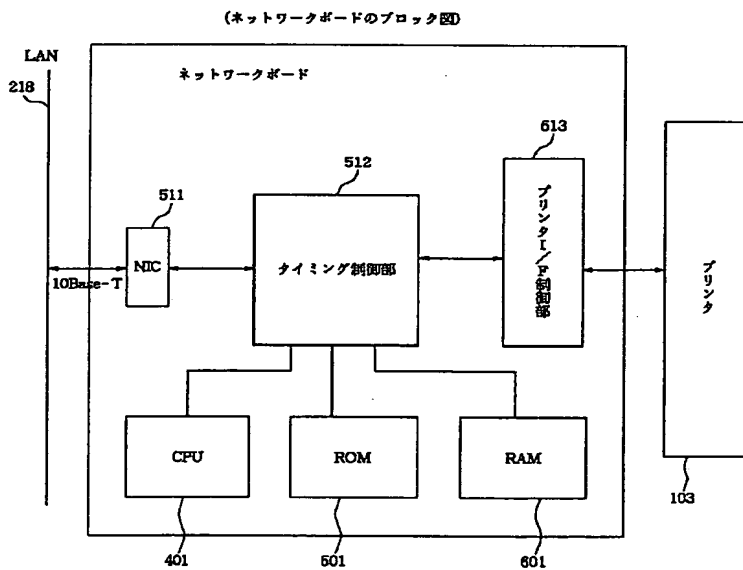 (ネットワークボードのブロック図)
LAN
218
ネットワークボード
511
512
613
NIC
10Base-T
タイミング制御部
プリンタI/F制御部
プリンタ
CPU
ROM
RAM
401
501
601
103